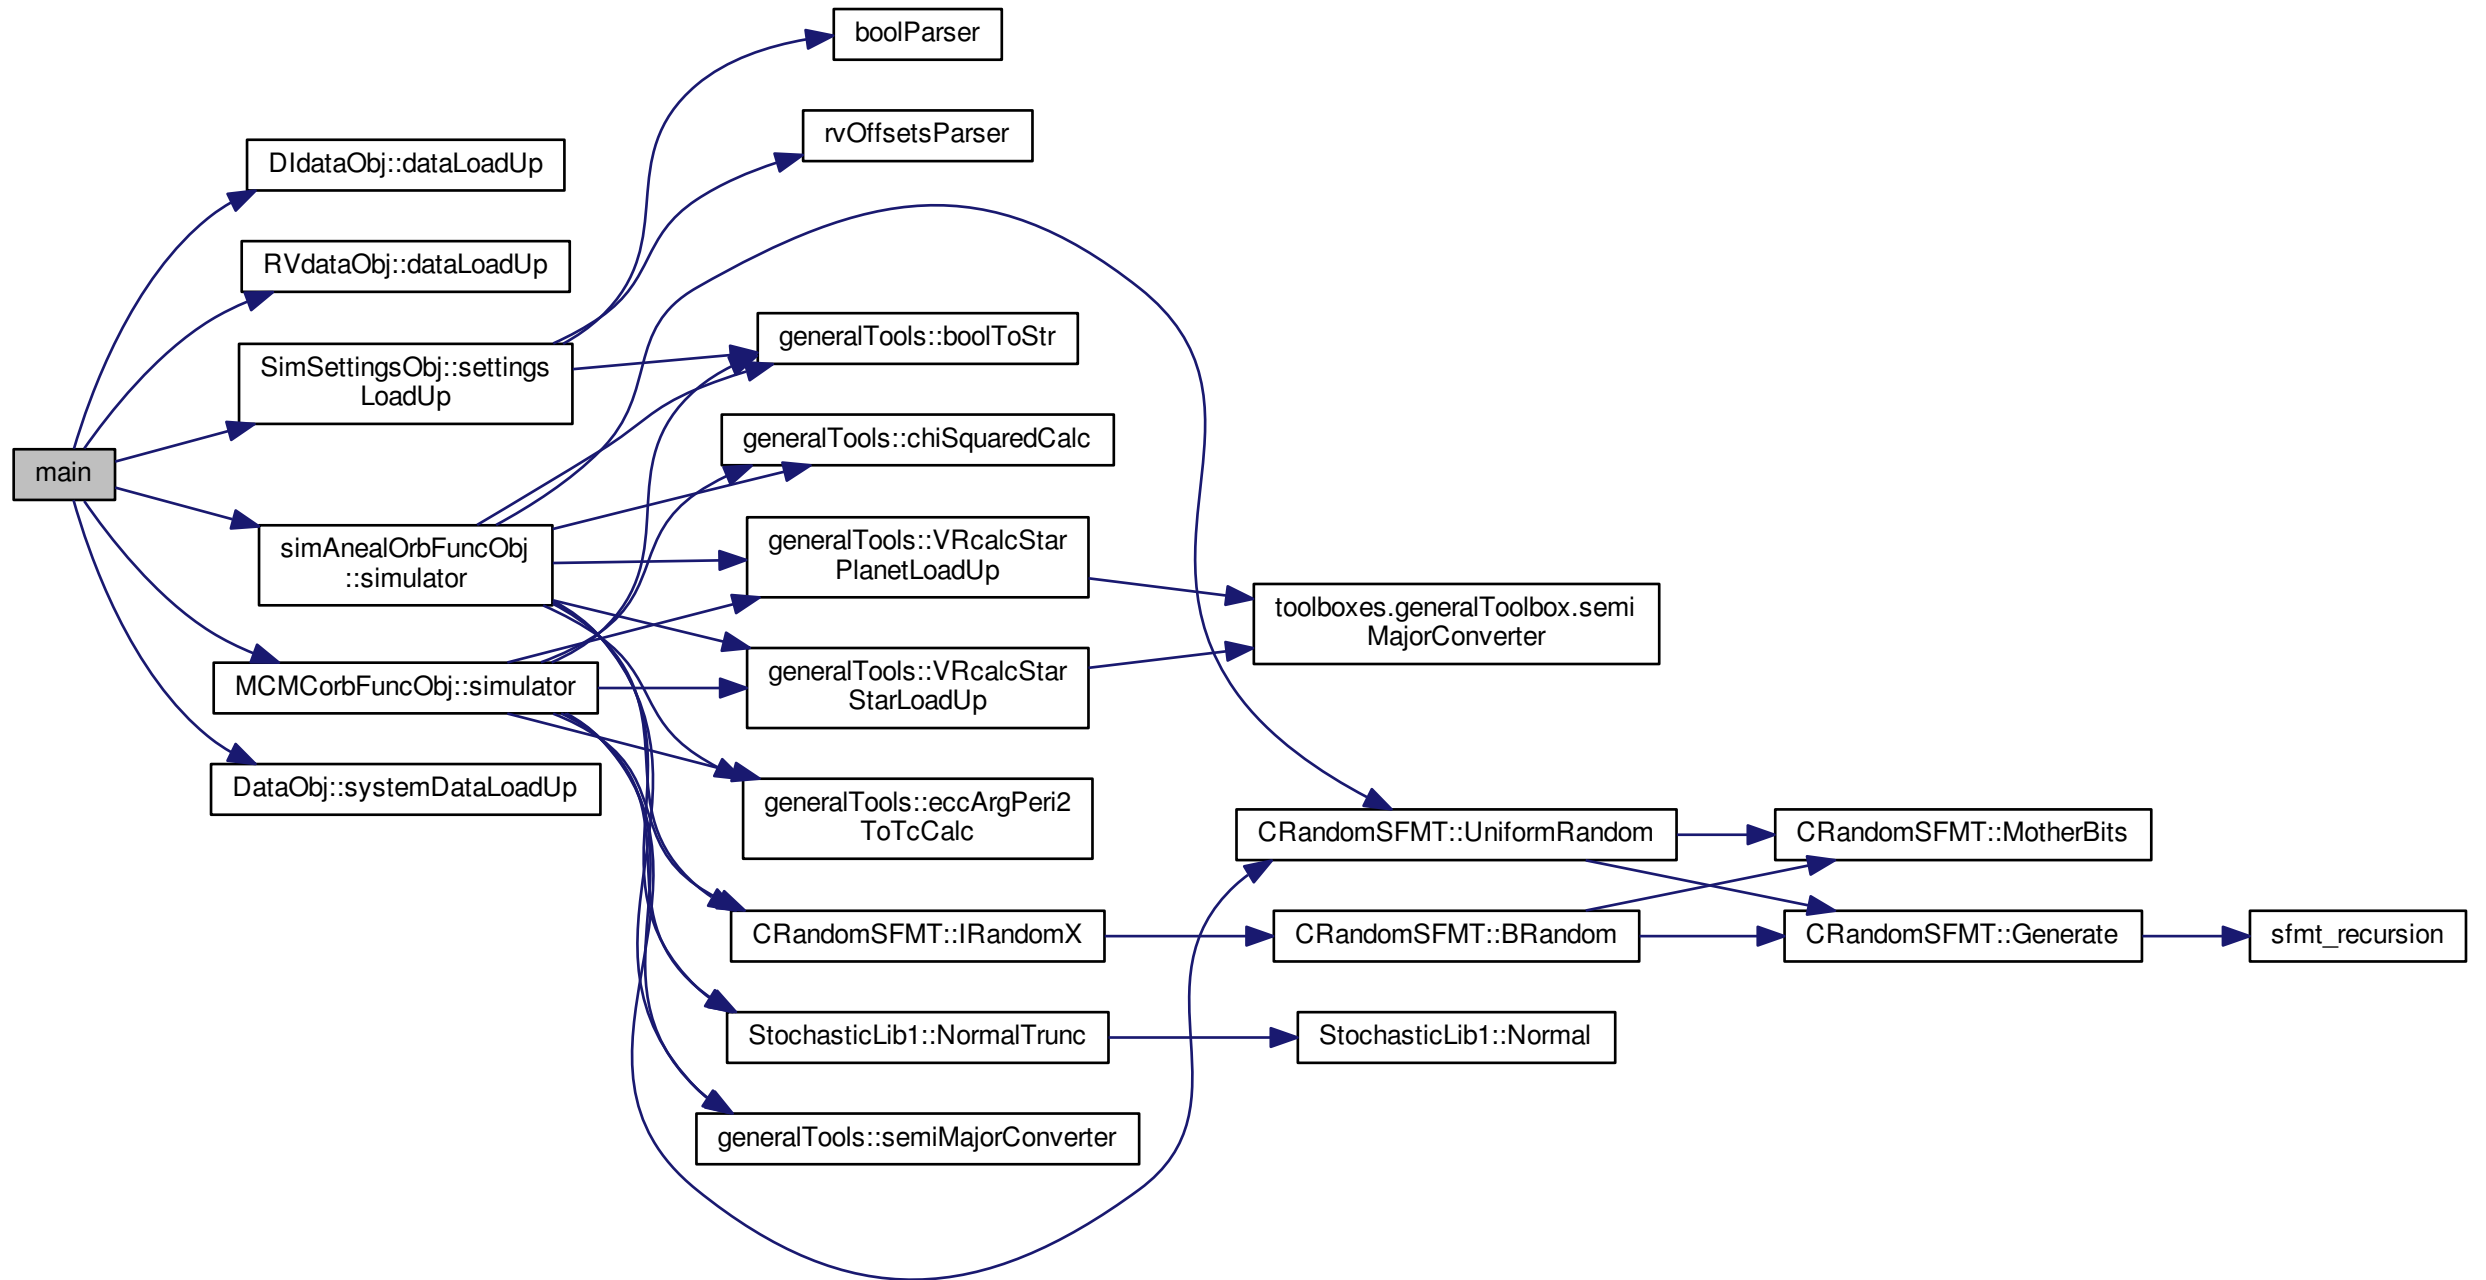 main
DIdataObj::dataLoadUp
RVdataObj::dataLoadUp
SimSettingsObj::settings
LoadUp
simAnealOrbFuncObj
::simulator
MCMCorbFuncObj::simulator
DataObj::systemDataLoadUp
boolParser
rvOffsetsParser
generalTools::boolToStr
generalTools::chiSquaredCalc
generalTools::VRcalcStar
PlanetLoadUp
generalTools::VRcalcStar
StarLoadUp
generalTools::eccArgPeri2
ToTcCalc
CRandomSFMT::IRandomX
StochasticLib1::NormalTrunc
generalTools::semiMajorConverter
toolboxes.generalToolbox.semi
MajorConverter
CRandomSFMT::UniformRandom
CRandomSFMT::BRandom
StochasticLib1::Normal
CRandomSFMT::MotherBits
CRandomSFMT::Generate
sfmt_recursion